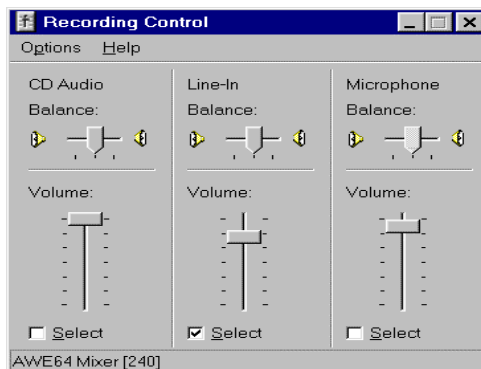 Recording Control
Options Help
CD Audio Line-In Microphone
Balance: Balance: Balance:
Volume: Volume: Volume:
Select Select Select
AWE64 Mixer [240]